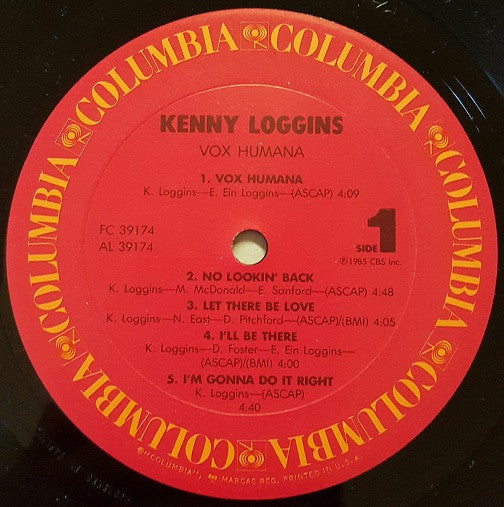 COLUMBIA COLUMBIA COLUMBIA COLUMBIA COLUMBIA COLUMBIA
KENNY LOGGINS
VOX HUMANA
1. VOX HUMANA
K. Loggins—E. Ein Loggins—(ASCAP) 4:09
FC 39174
AL 39174
SIDE 1
℗1985 CBS Inc.
2. NO LOOKIN' BACK
K. Loggins—M. McDonald—E. Sanford—(ASCAP) 4:48
3. LET THERE BE LOVE
K. Loggins—N. East—D. Pitchford—(ASCAP)/(BMI) 4:05
4. I'LL BE THERE
K. Loggins—D. Foster—E. Ein Loggins—
(ASCAP)/(BMI) 4:00
5. I'M GONNA DO IT RIGHT
K. Loggins—(ASCAP)
4:40
"COLUMBIA", MARCAS REG. PRINTED IN U.S.A.